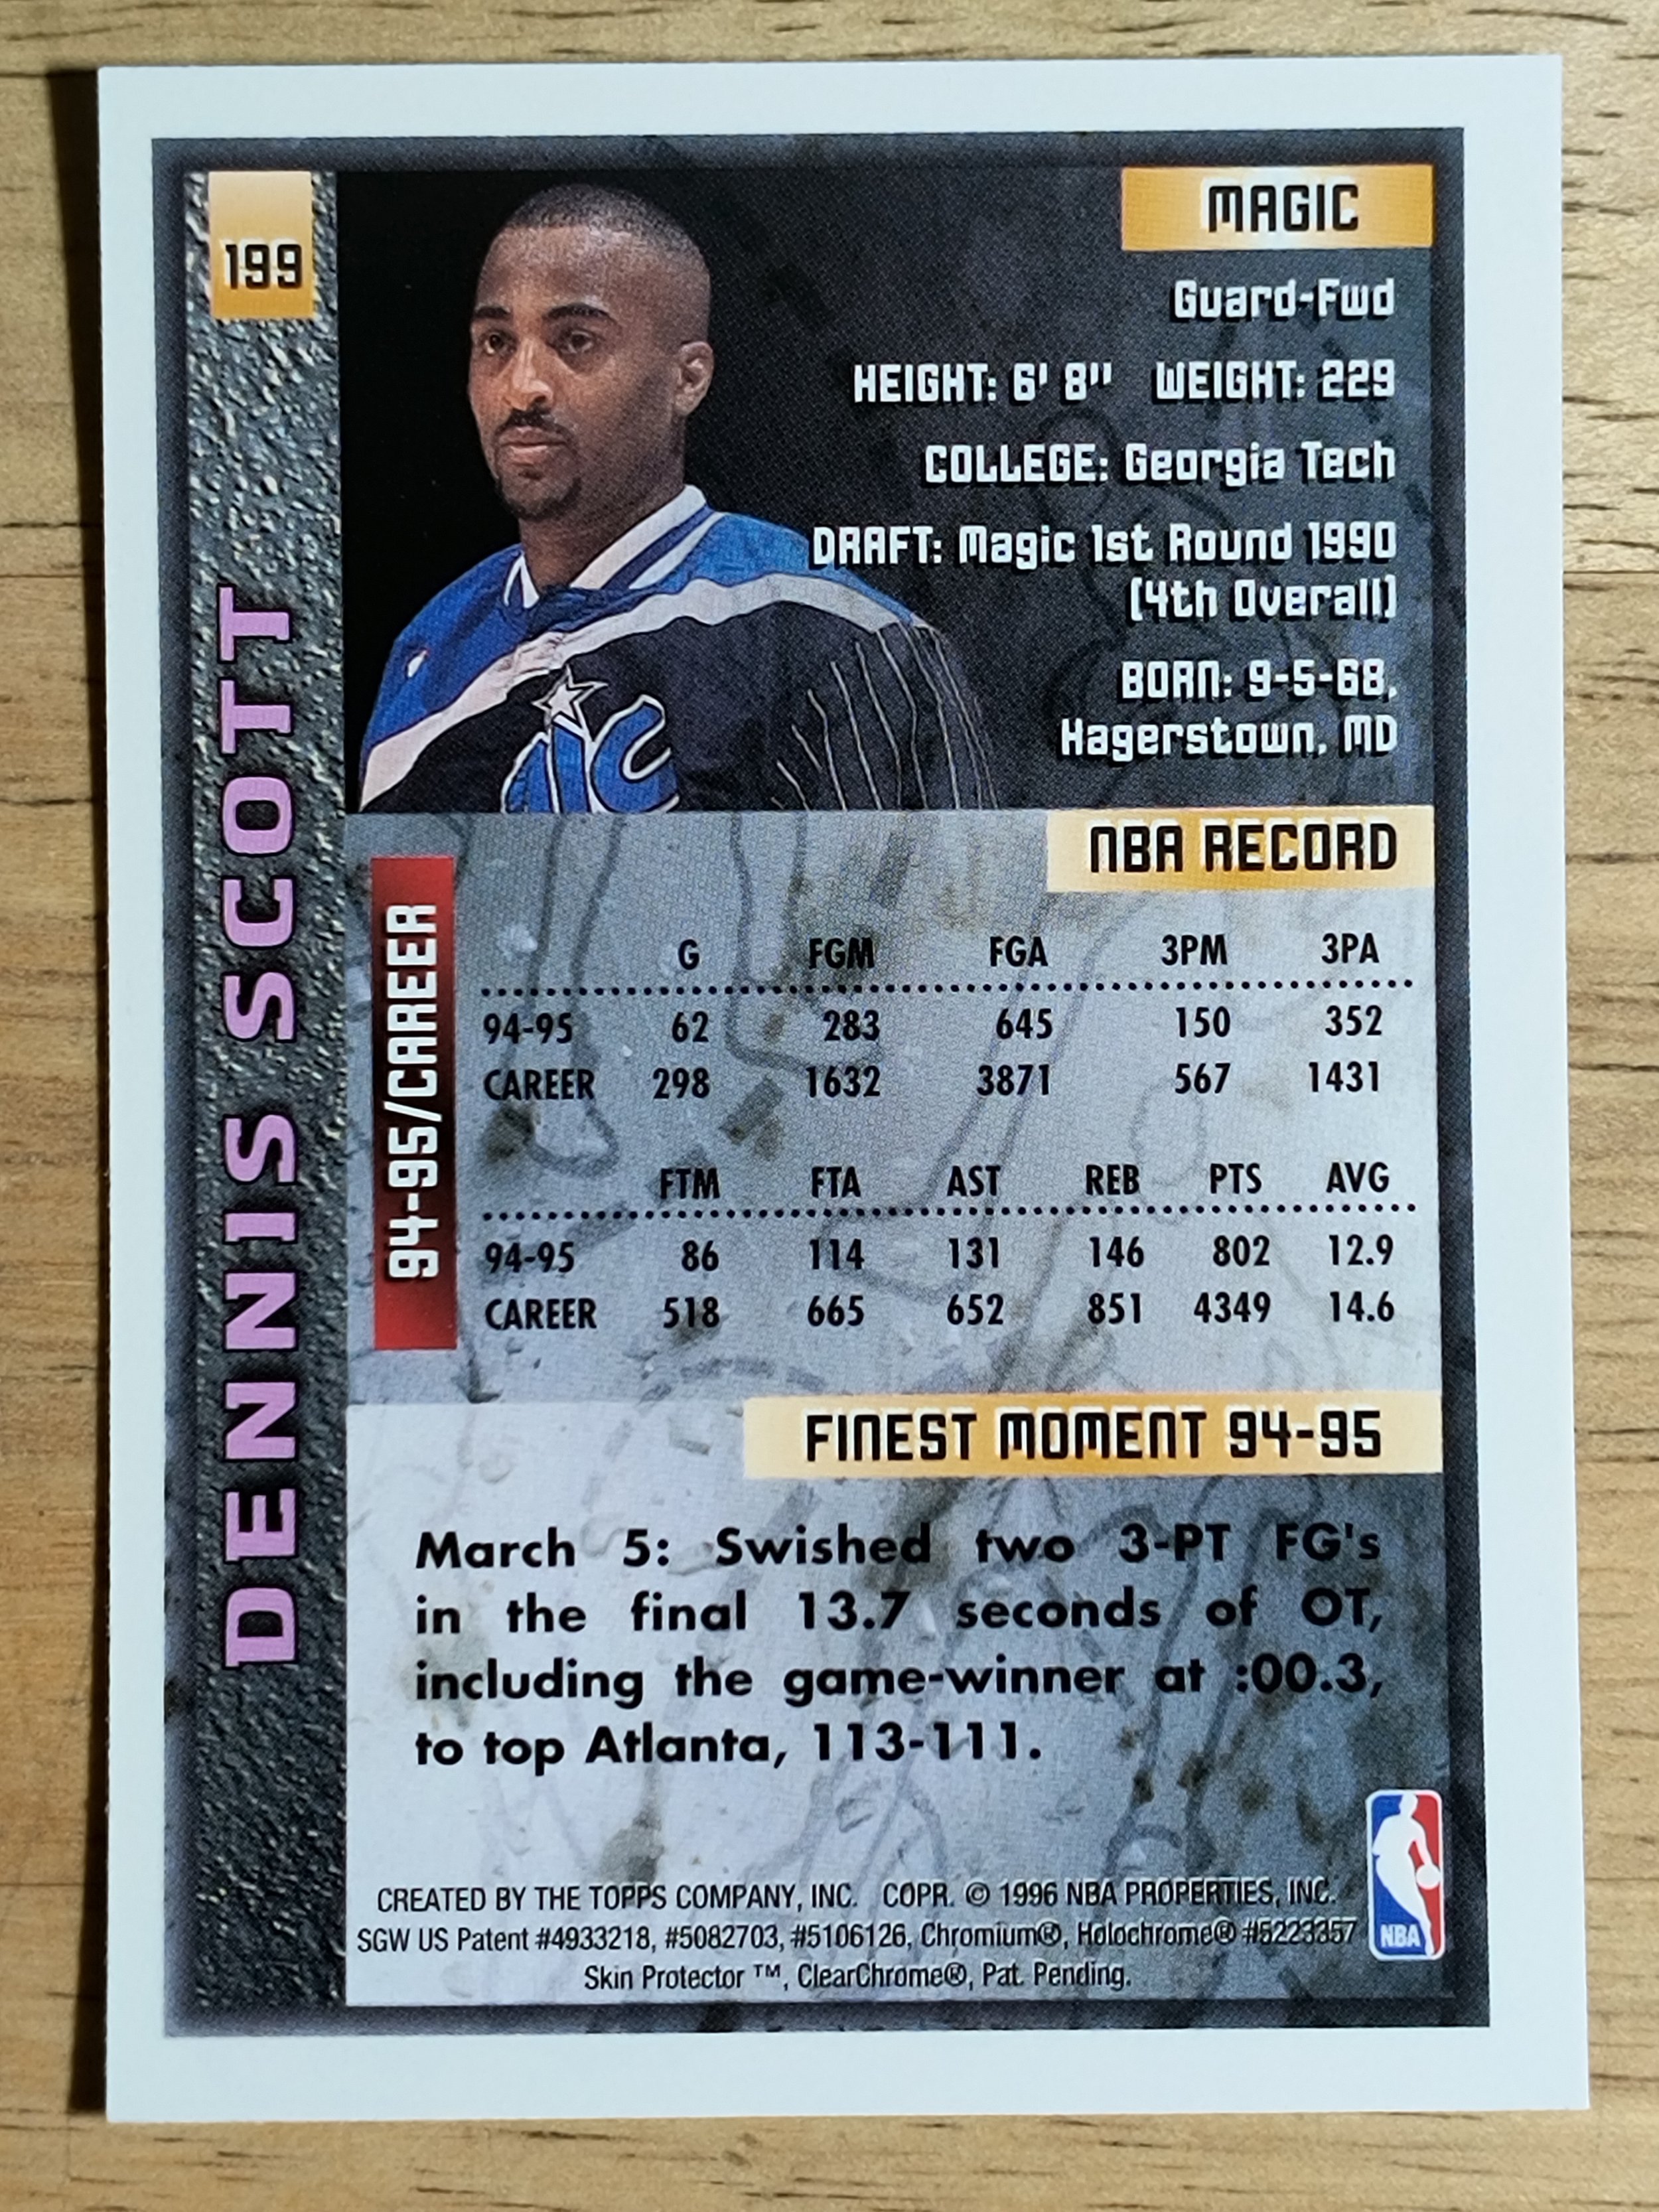 199
MAGIC
Guard-Fwd
HEIGHT: 6' 8" WEIGHT: 229
COLLEGE: Georgia Tech
DRAFT: Magic 1st Round 1990
(4th Overall)
BORN: 9-5-68,
Hagerstown, MD
DENNIS SCOTT
NBA RECORD
94-95/CAREER
G FGM FGA 3PM 3PA
94-95 62 283 645 150 352
CAREER 298 1632 3871 567 1431
FTM FTA AST REB PTS AVG
94-95 86 114 131 146 802 12.9
CAREER 518 665 652 851 4349 14.6
FINEST MOMENT 94-95
March 5: Swished two 3-PT FG's
in the final 13.7 seconds of OT,
including the game-winner at :00.3,
to top Atlanta, 113-111.
CREATED BY THE TOPPS COMPANY, INC. COPR. © 1996 NBA PROPERTIES, INC.
SGW US Patent #4933218, #5082703, #5106126, Chromium®, Holochrome® #5223357
Skin Protector ™, ClearChrome®, Pat. Pending.
NBA